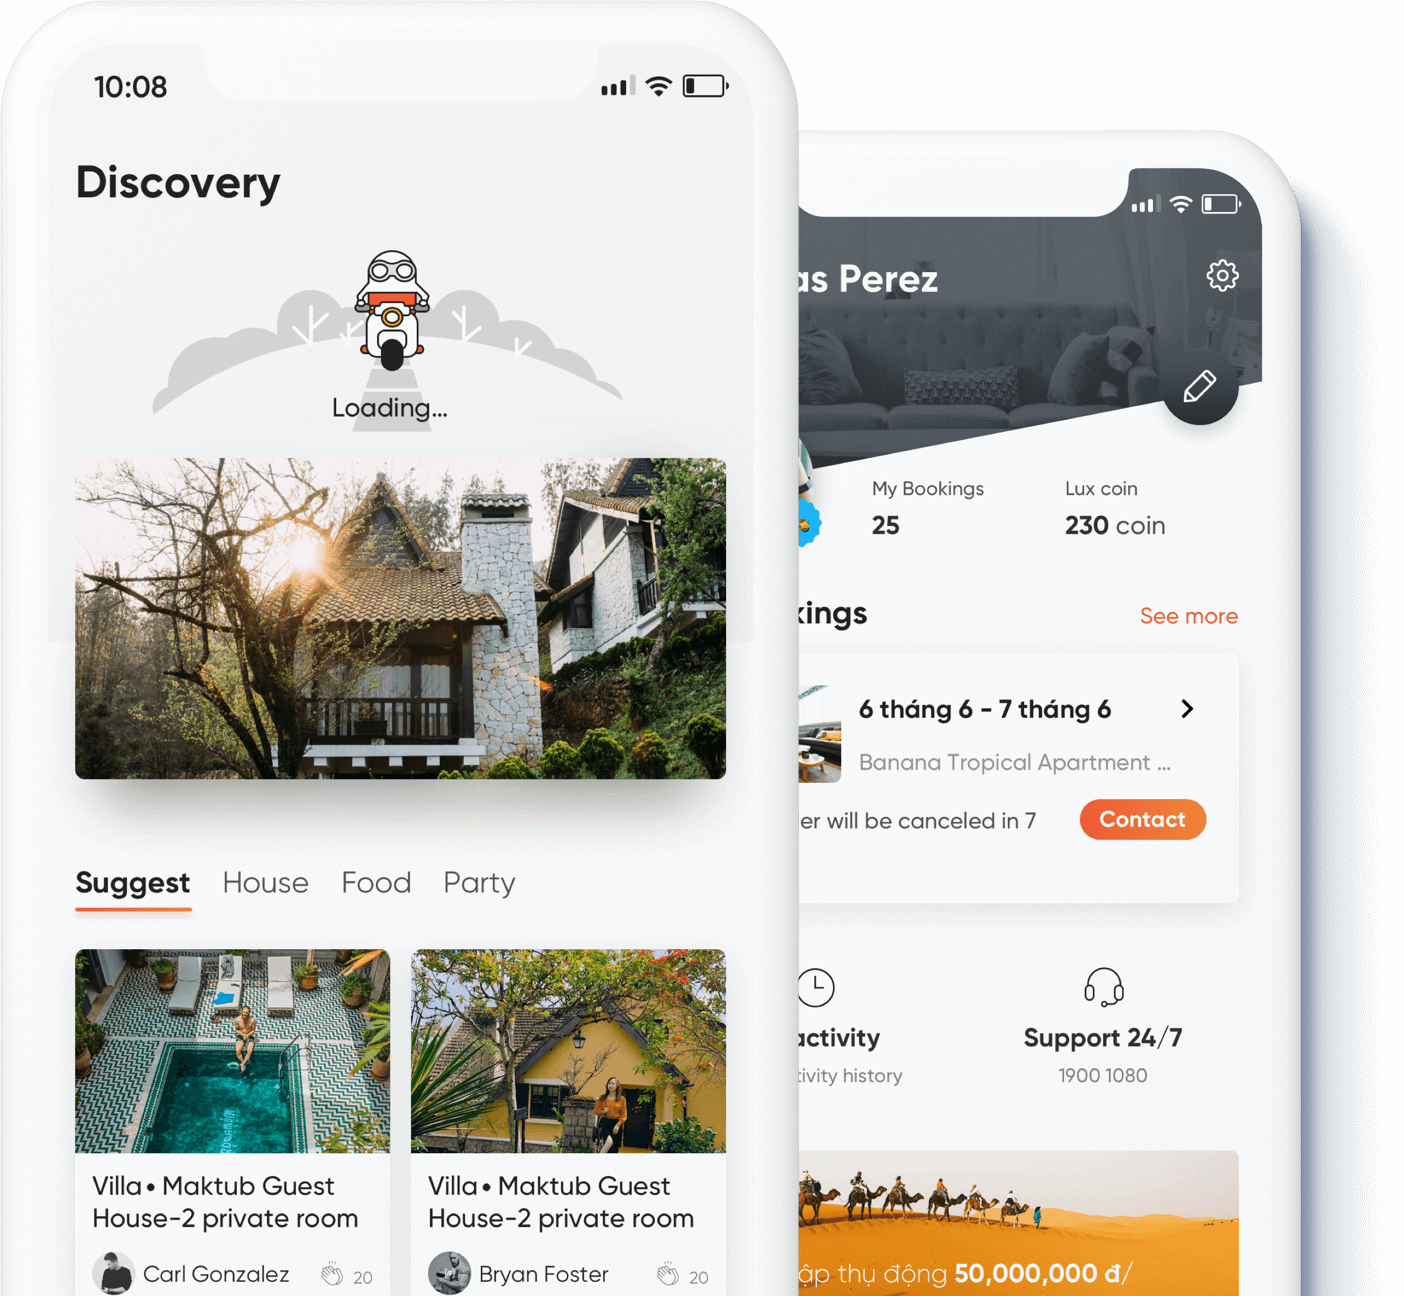 10:08
Discovery
Loading...
Suggest House Food Party
Villa • Maktub Guest
House-2 private room
Carl Gonzalez 20
Villa • Maktub Guest
House-2 private room
Bryan Foster 20
as Perez
My Bookings
25
Lux coin
230 coin
kings
See more
6 tháng 6 - 7 tháng 6
Banana Tropical Apartment ...
er will be canceled in 7
Contact
activity
tivity history
Support 24/7
1900 1080
ập thụ động 50,000,000 đ/